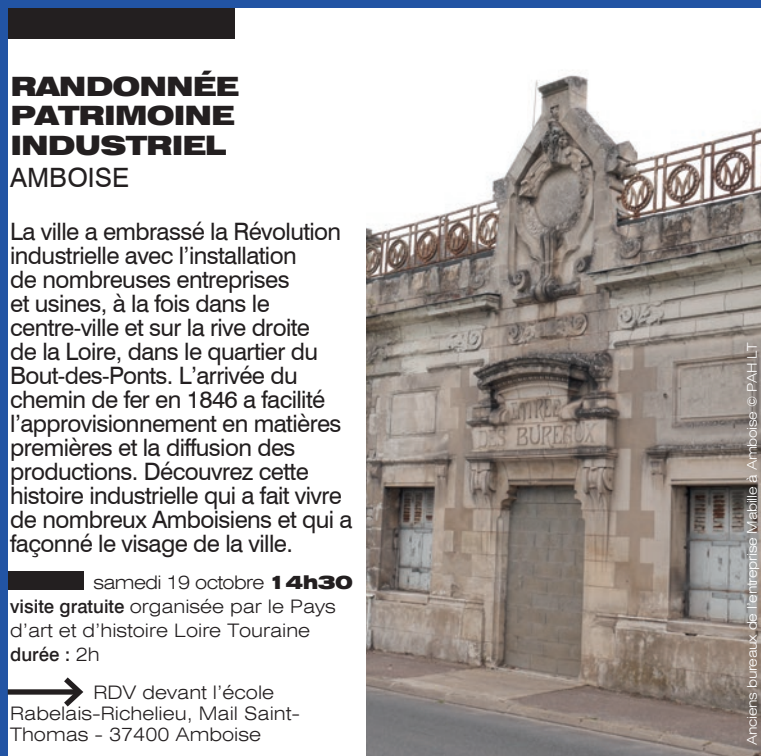 RANDONNÉE
PATRIMOINE
INDUSTRIEL
AMBOISE
La ville a embrassé la Révolution
industrielle avec l’installation
de nombreuses entreprises
et usines, à la fois dans le
centre-ville et sur la rive droite
de la Loire, dans le quartier du
Bout-des-Ponts. L’arrivée du
chemin de fer en 1846 a facilité
l’approvisionnement en matières
premières et la diffusion des
productions. Découvrez cette
histoire industrielle qui a fait vivre
de nombreux Amboisiens et qui a
façonné le visage de la ville.
samedi 19 octobre 14h30
visite gratuite organisée par le Pays
d’art et d’histoire Loire Touraine
durée : 2h
RDV devant l’école
Rabelais-Richelieu, Mail Saint-
Thomas - 37400 Amboise
ENTRÉE
DES BUREAUX
Anciens bureaux de l’entreprise Mabille à Amboise © PAH LT